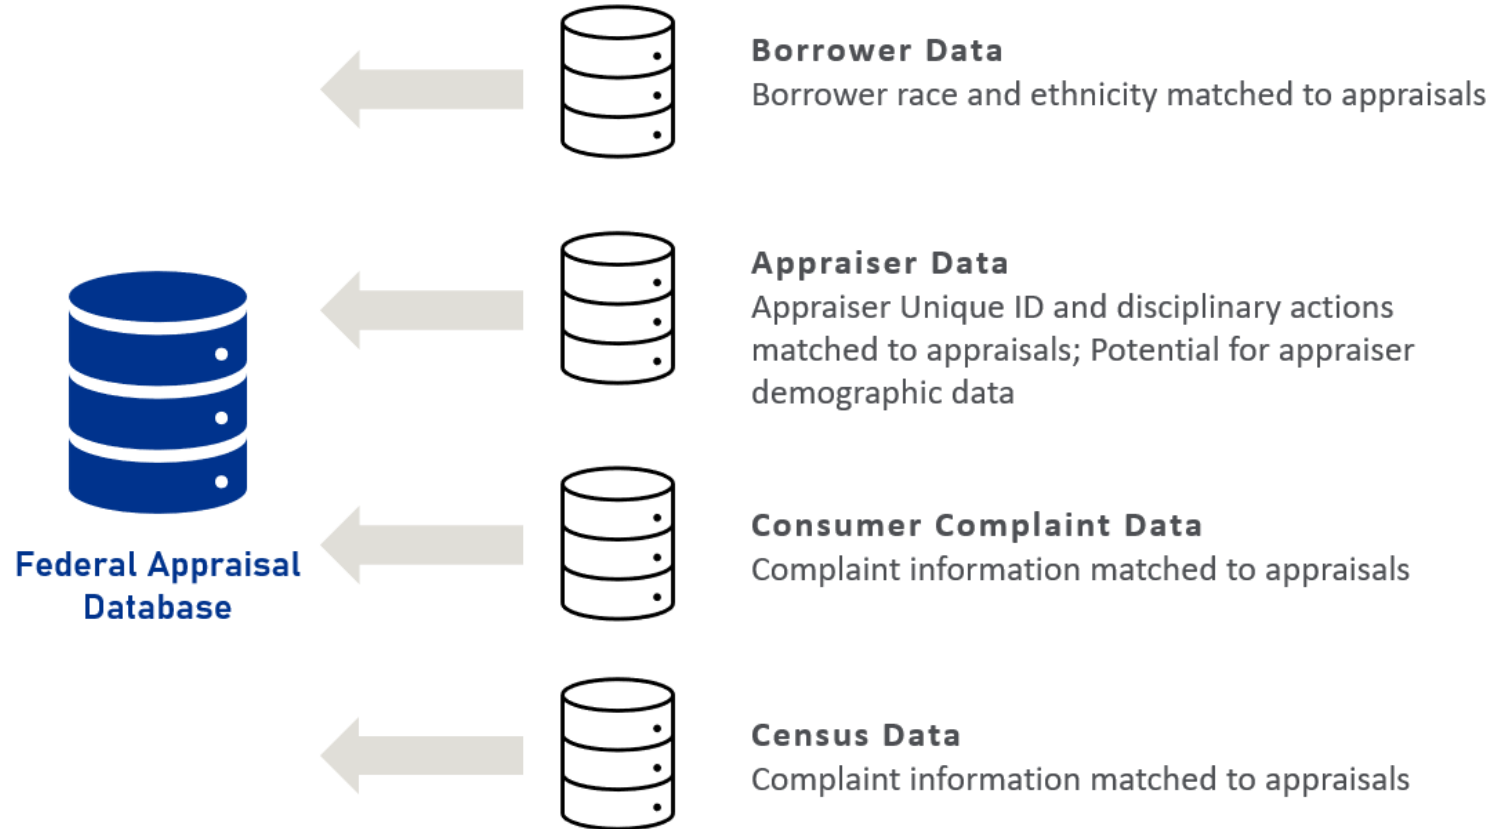 Borrower Data
Borrower race and ethnicity matched to appraisals
Appraiser Data
Appraiser Unique ID and disciplinary actions
matched to appraisals; Potential for appraiser
demographic data
Federal Appraisal
Database
Consumer Complaint Data
Complaint information matched to appraisals
Census Data
Complaint information matched to appraisals